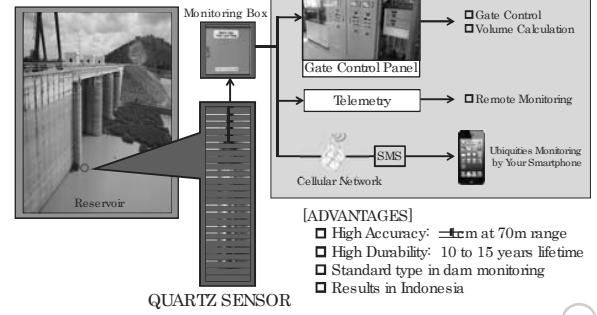 Monitoring Box
Gate Control Panel
Gate Control
Volume Calculation
Telemetry
Remote Monitoring
SMS
Cellular Network
Ubiquities Monitoring
by Your Smartphone
Reservoir
QUARTZ SENSOR
[ADVANTAGES]
High Accuracy: cm at 70m range
High Durability: 10 to 15 years lifetime
Standard type in dam monitoring
Results in Indonesia